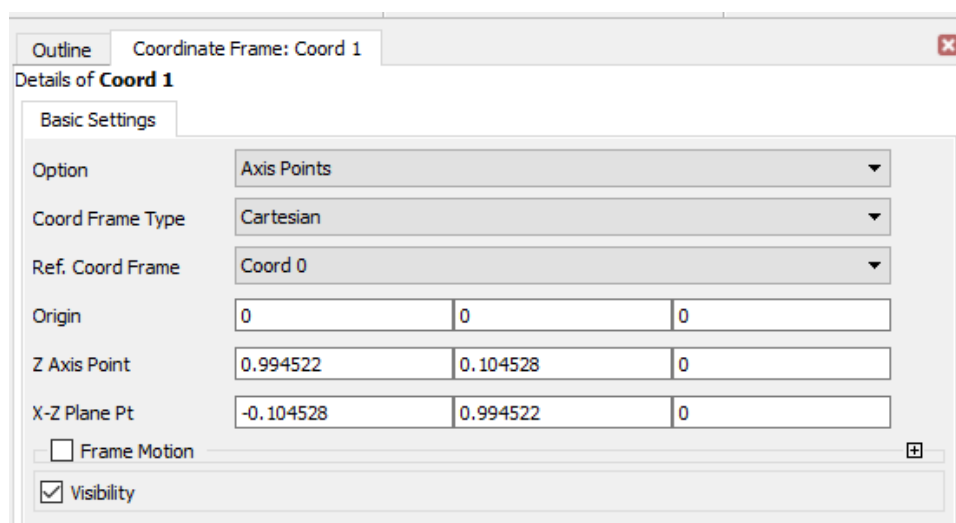 Outline Coordinate Frame: Coord 1
Details of Coord 1
Basic Settings
Option Axis Points
Coord Frame Type Cartesian
Ref. Coord Frame Coord 0
Origin 0 0 0
Z Axis Point 0.994522 0.104528 0
X-Z Plane Pt -0.104528 0.994522 0
Frame Motion
Visibility